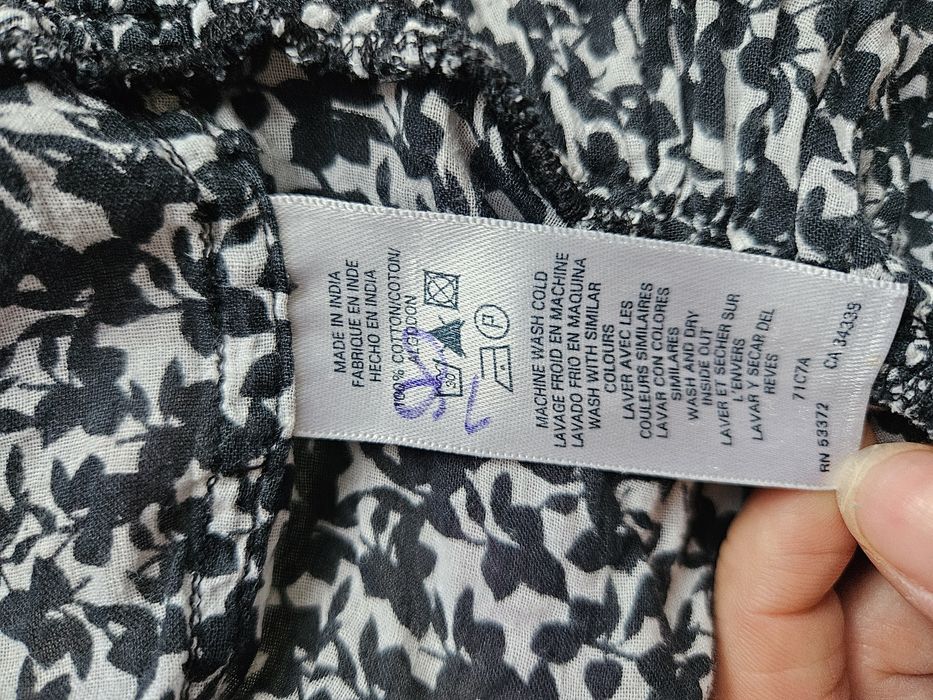 MADE IN INDIA
FABRIQUE EN INDE
HECHO EN INDIA
100% COTTON/COTON/
ALGODON
30
P
MACHINE WASH COLD
LAVAGE FROID EN MACHINE
LAVADO FRIO EN MAQUINA
WASH WITH SIMILAR
COLOURS
LAVER AVEC LES
COULEURS SIMILAIRES
LAVAR CON COLORES
SIMILARES
WASH AND DRY
INSIDE OUT
LAVER ET SECHER SUR
L'ENVERS
LAVAR Y SECAR DEL
REVES
71C7A
RN 53372 CA 34339